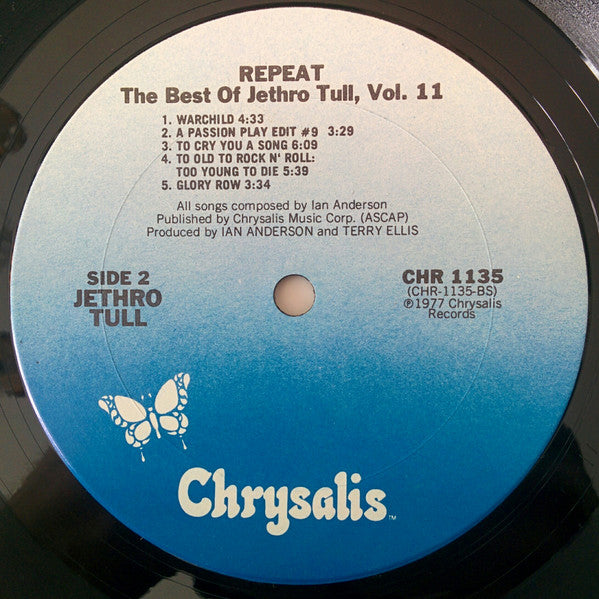 REPEAT
The Best Of Jethro Tull, Vol. 11
1. WARCHILD 4:33
2. A PASSION PLAY EDIT #9 3:29
3. TO CRY YOU A SONG 6:09
4. TO OLD TO ROCK N' ROLL:
TOO YOUNG TO DIE 5:39
5. GLORY ROW 3:34
All songs composed by Ian Anderson
Published by Chrysalis Music Corp. (ASCAP)
Produced by IAN ANDERSON and TERRY ELLIS
SIDE 2
JETHRO
TULL
CHR 1135
(CHR-1135-BS)
℗1977 Chrysalis
Records
Chrysalis™